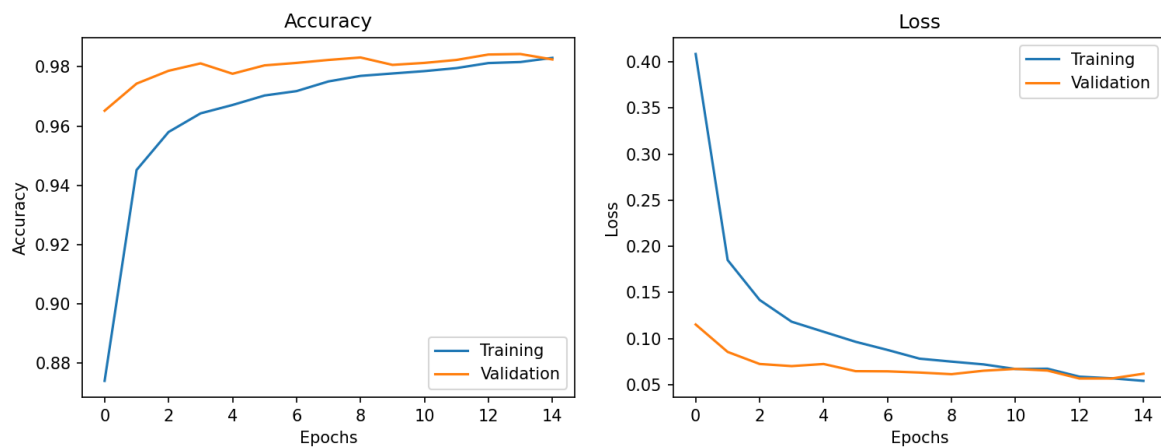 Accuracy
0.98
0.96
0.94
0.92
0.90
0.88
Accuracy
Training
Validation
0 2 4 6 8 10 12 14
Epochs
Loss
0.40
0.35
0.30
0.25
0.20
0.15
0.10
0.05
Loss
Training
Validation
0 2 4 6 8 10 12 14
Epochs